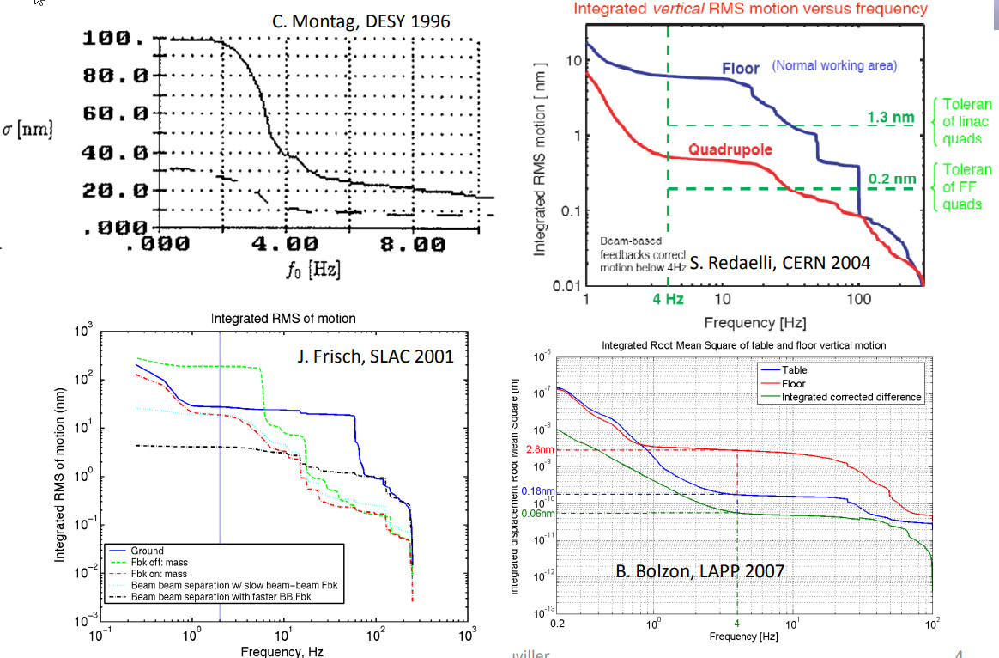 C. Montag, DESY 1996
100.
80.0
60.0
40.0
20.0
.000
σ [nm]
.000
4.00
8.00
f₀ [Hz]
Integrated vertical RMS motion versus frequency
Integrated RMS motion [ nm ]
10
1
0.1
0.01
Floor
(Normal working area)
1.3 nm
Toleran
of linac
quads
Quadrupole
0.2 nm
Toleran
of FF
quads
Beam-based
feedbacks correct
motion below 4Hz
S. Redaelli, CERN 2004
1
4 Hz
10
100
Frequency [Hz]
Integrated RMS of motion
J. Frisch, SLAC 2001
Integrated RMS of motion (nm)
10³
10²
10¹
10⁰
10⁻¹
10⁻²
10⁻³
Ground
Fbk off: mass
Fbk on: mass
Beam beam separation w/ slow beam-beam Fbk
Beam beam separation with faster BB Fbk
10⁻¹
10⁰
10¹
10²
10³
Frequency, Hz
Integrated Root Mean Square of table and floor vertical motion
Integrated displacement Root Mean Square [m]
10⁻⁶
10⁻⁷
10⁻⁸
2.8nm
10⁻⁹
0.18nm
10⁻¹⁰
0.06nm
10⁻¹¹
10⁻¹²
10⁻¹³
Table
Floor
Integrated corrected difference
B. Bolzon, LAPP 2007
0.2
10⁰
4
10¹
10²
Frequency [Hz]
4